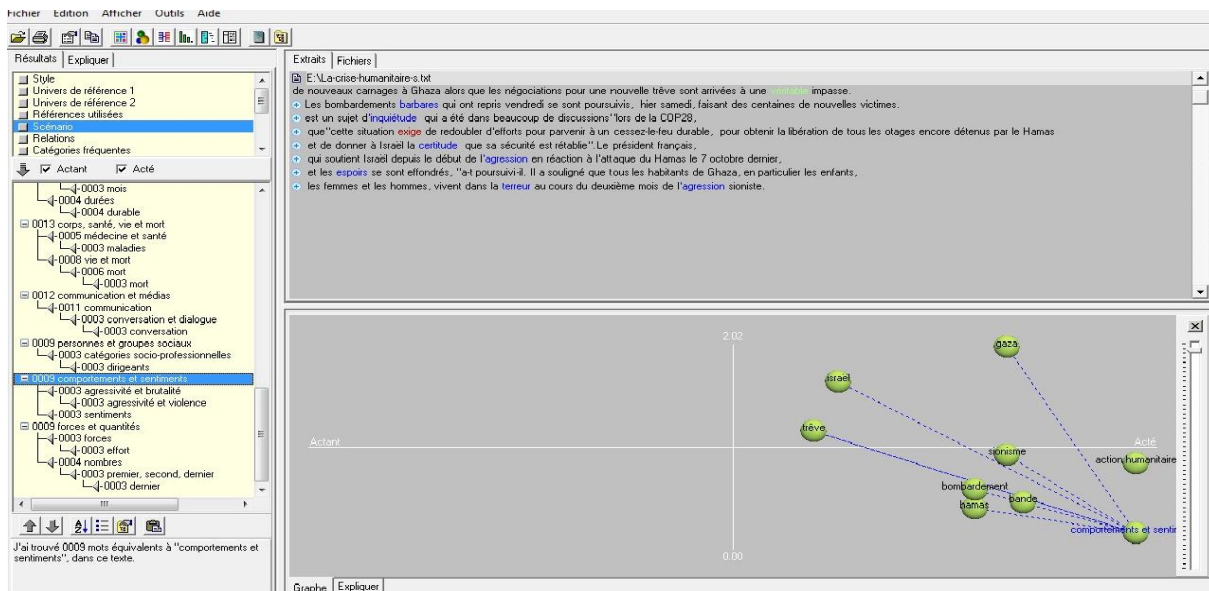 Fichier Edition Afficher Outils Aide
Résultats Expliquer
Style
Univers de référence 1
Univers de référence 2
Références utilisées
Scénario
Relations
Catégories fréquentes
Actant Acté
0003 mois
0004 durées
0004 durable
0013 corps, santé, vie et mort
0005 médecine et santé
0003 maladies
0008 vie et mort
0006 mort
0003 mort
0012 communication et médias
0011 communication
0003 conversation et dialogue
0003 conversation
0009 personnes et groupes sociaux
0003 catégories socio-professionnelles
0003 dirigeants
0009 comportements et sentiments
0003 agressivité et brutalité
0003 agressivité et violence
0003 sentiments
0009 forces et quantités
0003 forces
0003 effort
0004 nombres
0003 premier, second, dernier
0003 dernier
J'ai trouvé 0009 mots équivalents à "comportements et
sentiments", dans ce texte.
Extraits Fichiers
E:\La-crise-humanitaire-s.txt
de nouveaux carnages à Ghaza alors que les négociations pour une nouvelle trêve sont arrivées à une véritable impasse.
Les bombardements barbares qui ont repris vendredi se sont poursuivis, hier samedi, faisant des centaines de nouvelles victimes.
est un sujet d'inquiétude qui a été dans beaucoup de discussions"lors de la COP28,
que"cette situation exige de redoubler d'efforts pour parvenir à un cessez-le-feu durable, pour obtenir la libération de tous les otages encore détenus par le Hamas
et de donner à Israël la certitude que sa sécurité est rétablie".Le président français,
qui soutient Israël depuis le début de l'agression en réaction à l'attaque du Hamas le 7 octobre dernier,
et les espoirs se sont effondrés, "a-t poursuivi-il. Il a souligné que tous les habitants de Ghaza, en particulier les enfants,
les femmes et les hommes, vivent dans la terreur au cours du deuxième mois de l'agression sioniste.
2.02
gaza
israël
trêve
Actant
Acté
sionisme
action humanitaire
bombardement
bande
hamas
comportements et sentir
0.00
Graphe Expliquer